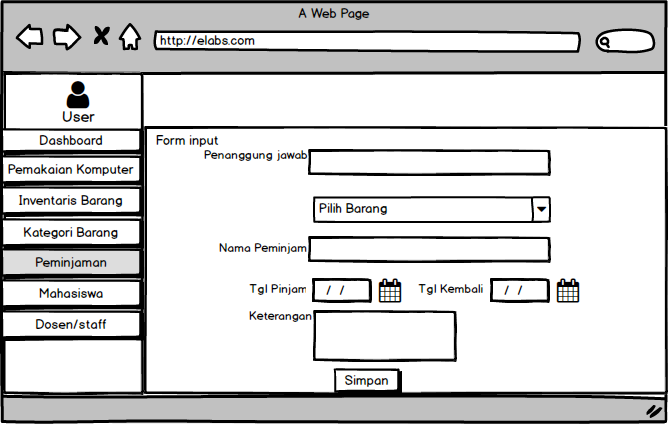 A Web Page
http://elabs.com
User
Dashboard
Pemakaian Komputer
Inventaris Barang
Kategori Barang
Peminjaman
Mahasiswa
Dosen/staff
Form input
Penanggung jawab
Pilih Barang
Nama Peminjam
Tgl Pinjam / / Tgl Kembali / /
Keterangan
Simpan